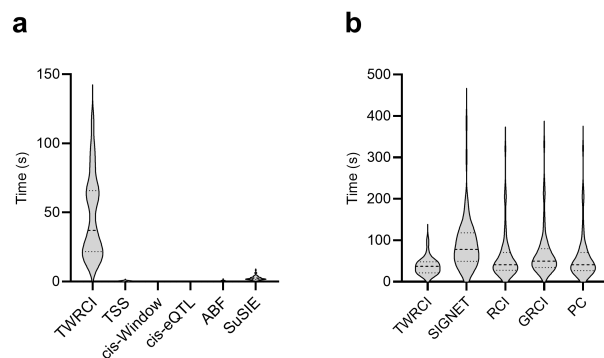 a
150
100
50
0
Time (s)
TWRCI
TSS
cis-Window
cis-eQTL
ABF
SuSIE
b
500
400
300
200
100
0
Time (s)
TWRCI
SIGNET
RCI
GRCI
PC